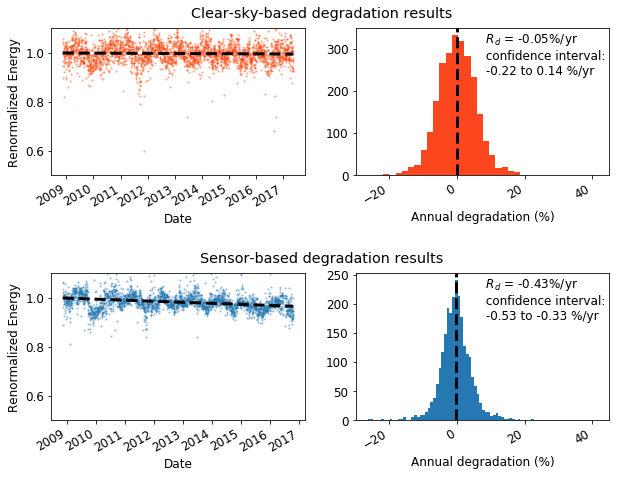 Clear-sky-based degradation results
Renormalized Energy
1.0
0.8
0.6
2009 2010 2011 2012 2013 2014 2015 2016 2017
Date
300
200
100
0
R_d = -0.05%/yr
confidence interval:
-0.22 to 0.14 %/yr
−20 0 20 40
Annual degradation (%)
Sensor-based degradation results
Renormalized Energy
1.0
0.8
0.6
2009 2010 2011 2012 2013 2014 2015 2016 2017
Date
250
200
150
100
50
0
R_d = -0.43%/yr
confidence interval:
-0.53 to -0.33 %/yr
−20 0 20 40
Annual degradation (%)